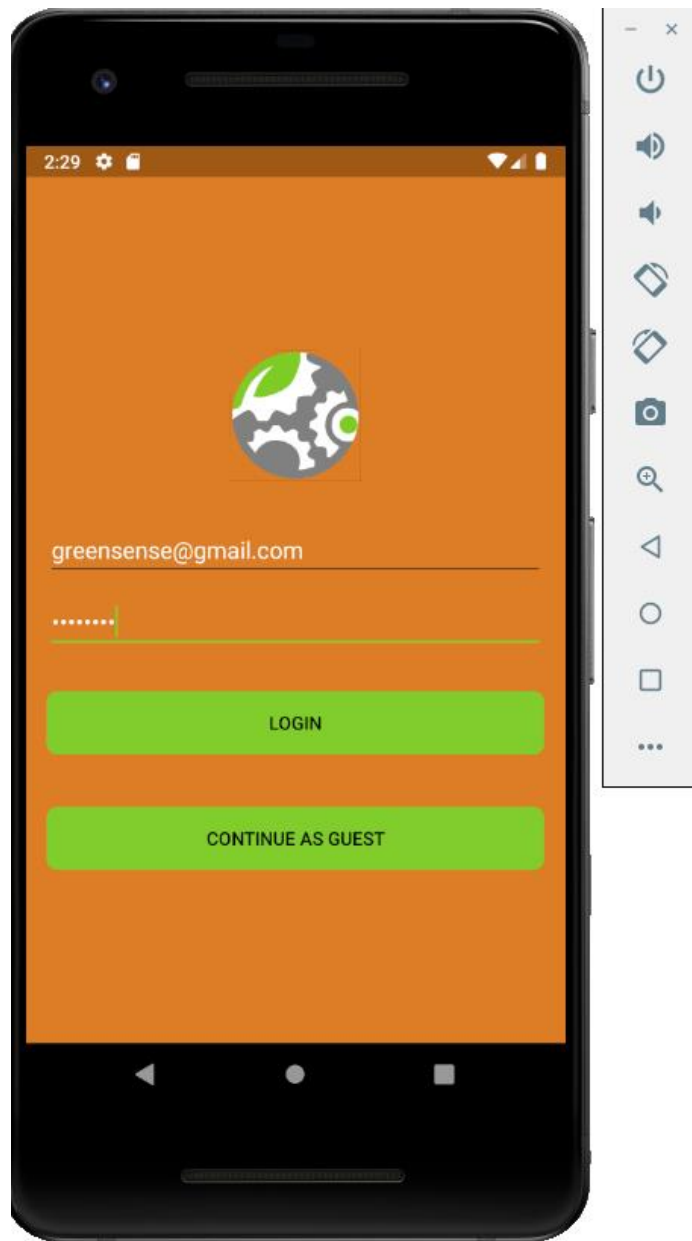 2:29
greensense@gmail.com
••••••••
LOGIN
CONTINUE AS GUEST